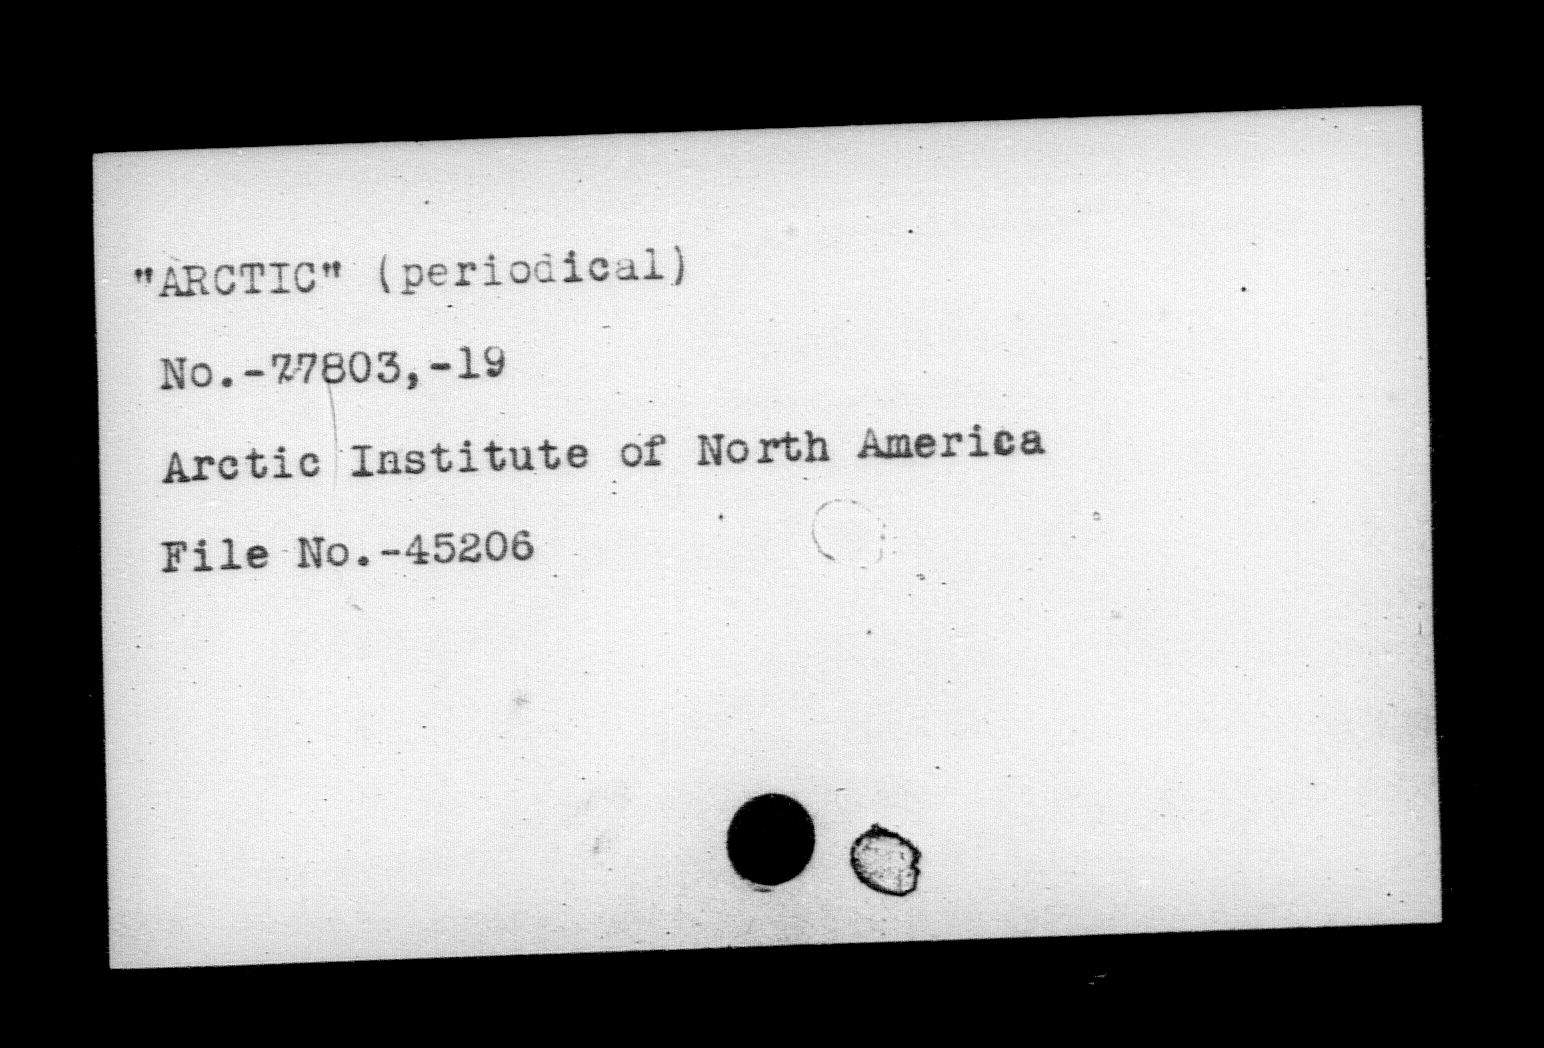 "ARCTIC" (periodical)
No.-77803,-19
Arctic Institute of North America
File No.-45206